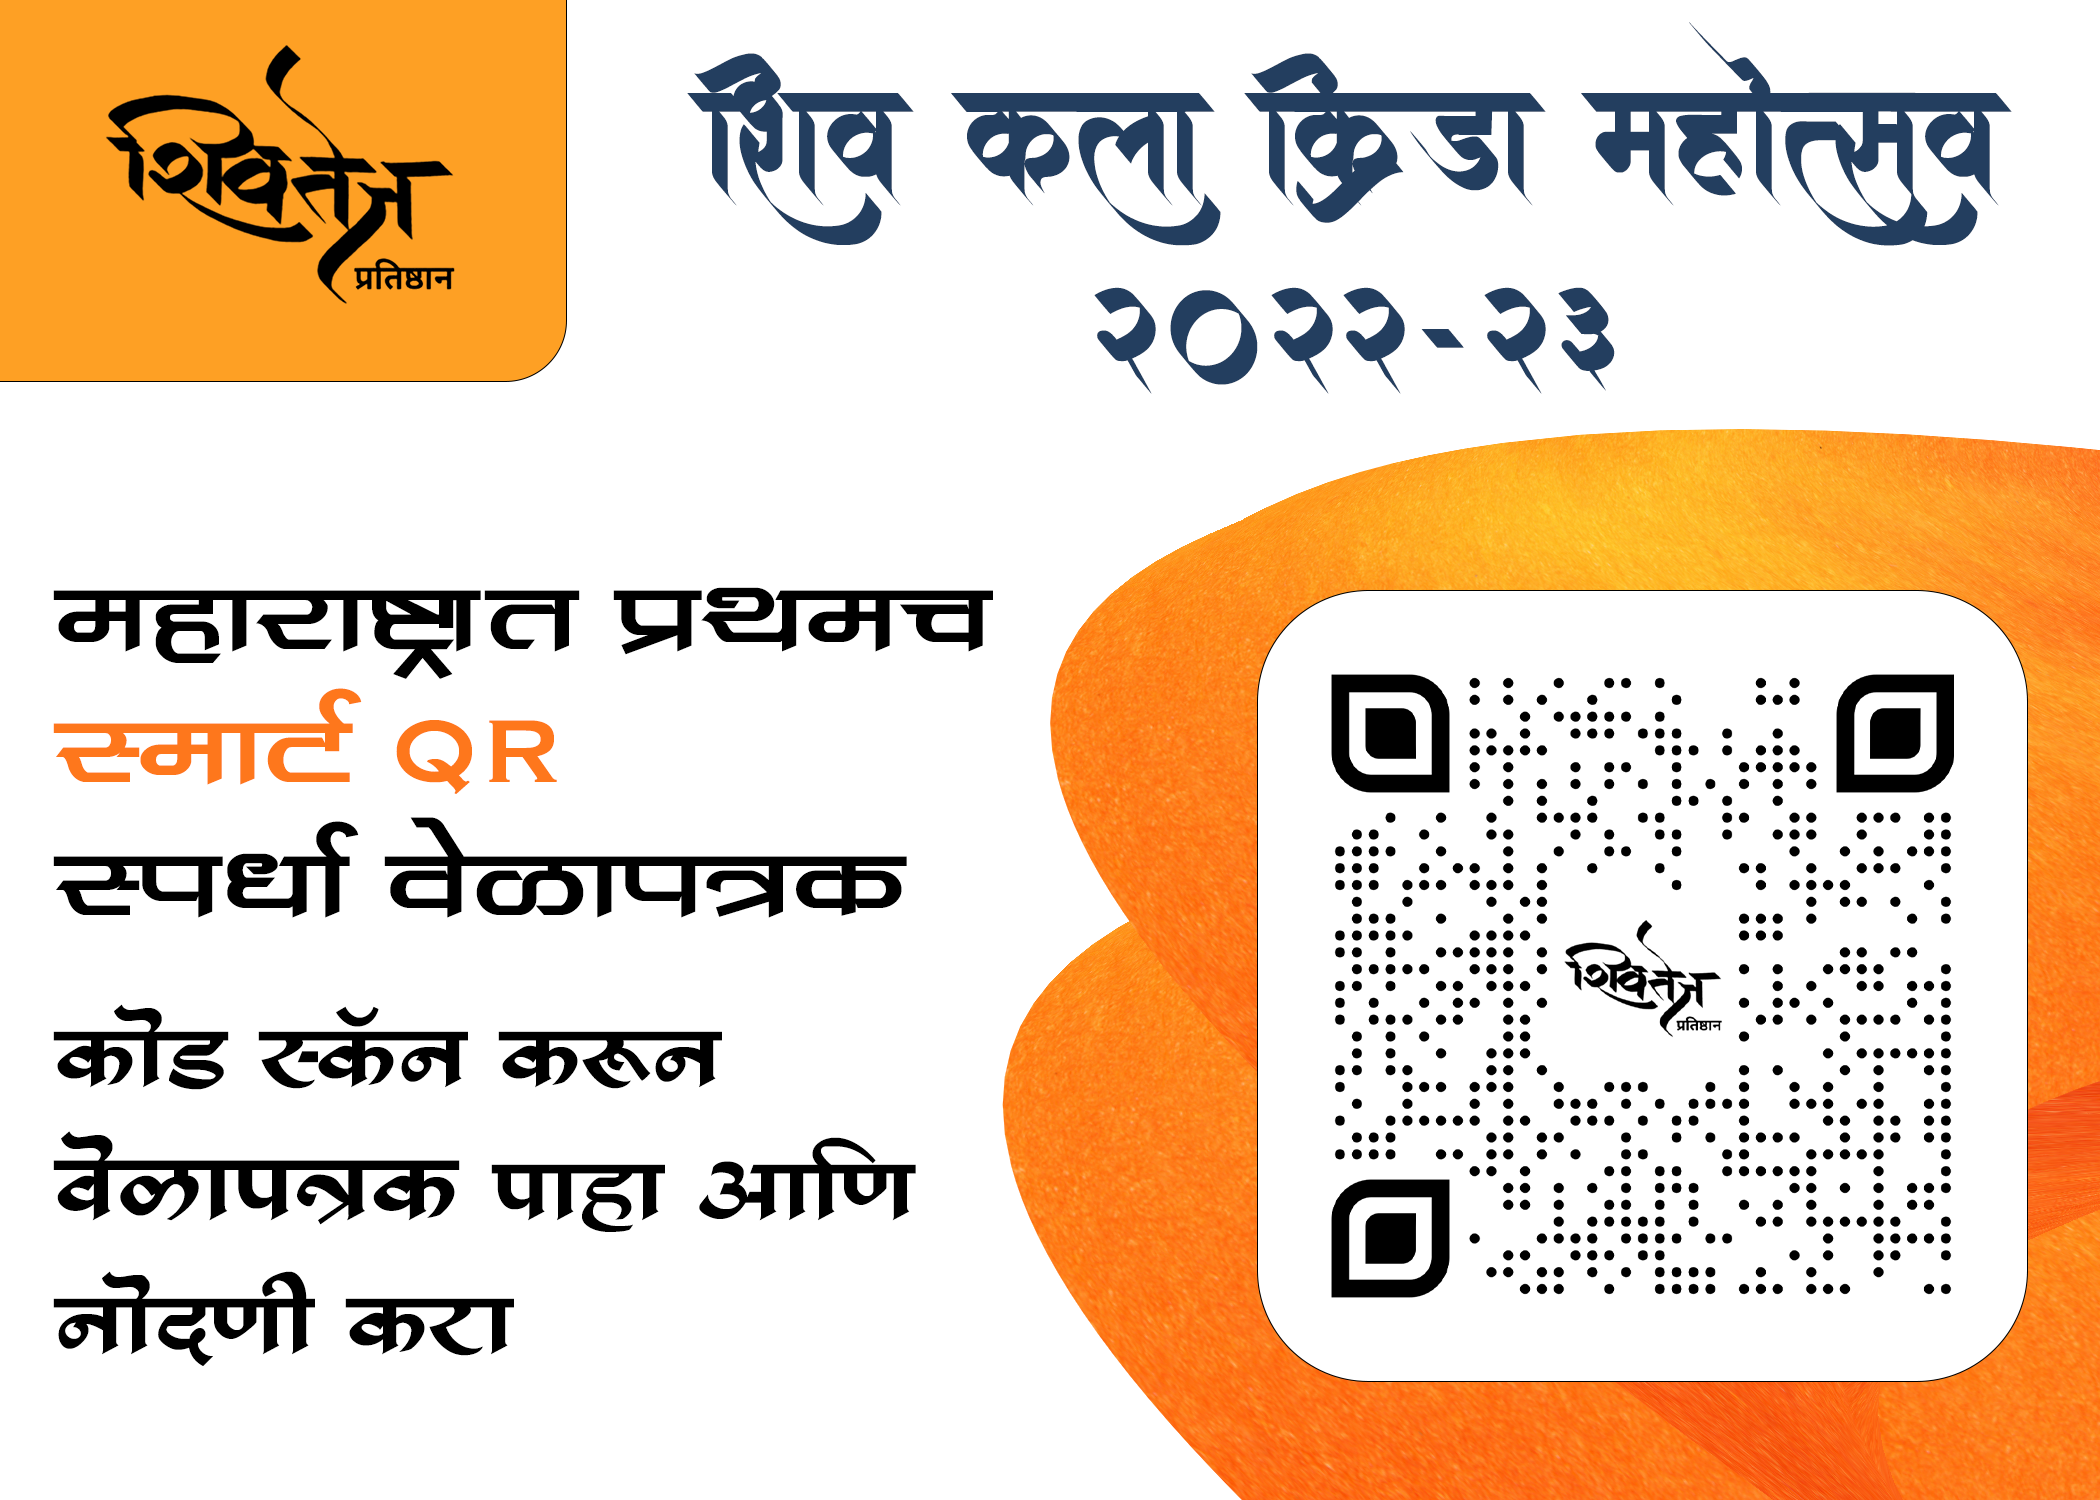 शिवतेज
प्रतिष्ठान
शिव कला क्रिडा महोत्सव
२०२२-२३
महाराष्ट्रात प्रथमच
स्मार्ट QR
स्पर्धा वेळापत्रक
कोड स्कॅन करून
वेळापत्रक पाहा आणि
नोंदणी करा
शिवतेज
प्रतिष्ठान